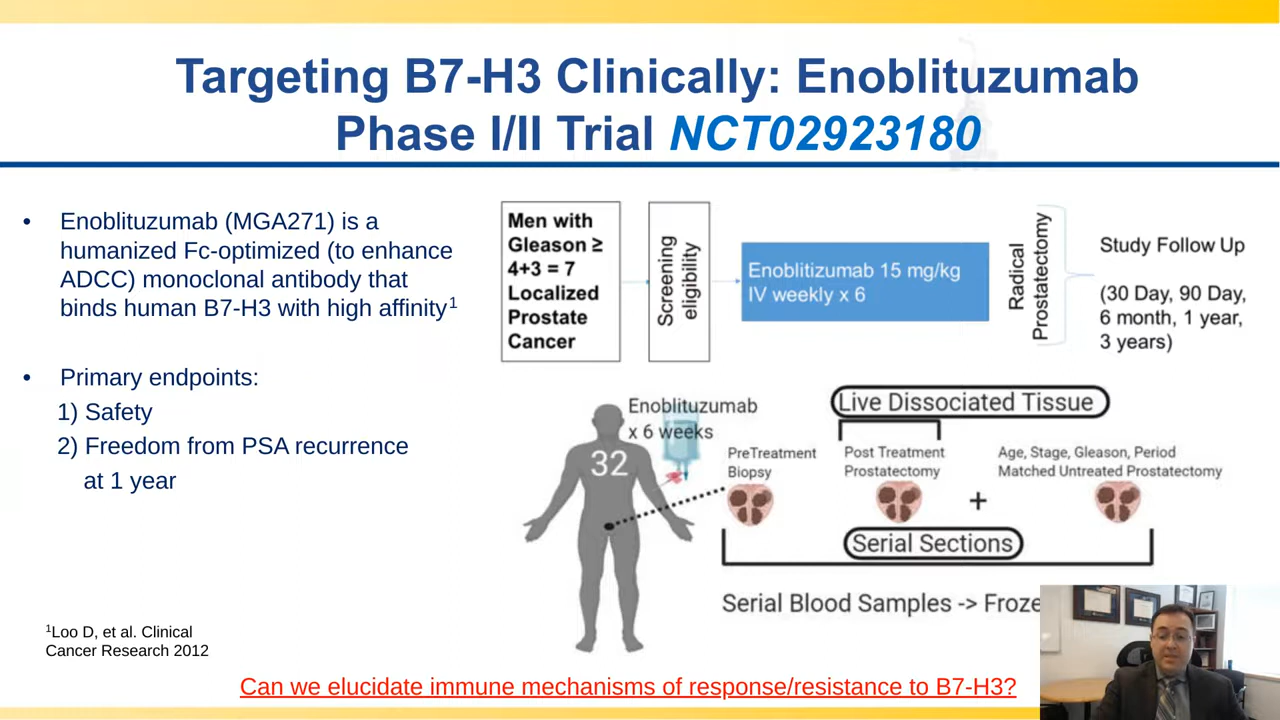 Targeting B7-H3 Clinically: Enoblituzumab
Phase I/II Trial NCT02923180
• Enoblituzumab (MGA271) is a
humanized Fc-optimized (to enhance
ADCC) monoclonal antibody that
binds human B7-H3 with high affinity1
• Primary endpoints:
1) Safety
2) Freedom from PSA recurrence
at 1 year
1Loo D, et al. Clinical
Cancer Research 2012
Men with
Gleason ≥
4+3 = 7
Localized
Prostate
Cancer
Screening
eligibility
Enoblitizumab 15 mg/kg
IV weekly x 6
Radical
Prostatectomy
Study Follow Up
(30 Day, 90 Day,
6 month, 1 year,
3 years)
Enoblituzumab
x 6 weeks
32
Live Dissociated Tissue
PreTreatment
Biopsy
Post Treatment
Prostatectomy
Age, Stage, Gleason, Period
Matched Untreated Prostatectomy
+
Serial Sections
Serial Blood Samples -> Froze
Can we elucidate immune mechanisms of response/resistance to B7-H3?